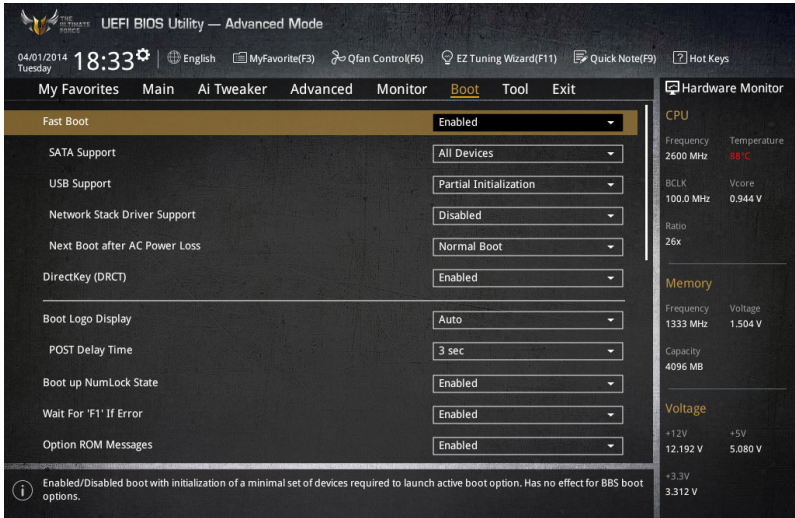 THE ULTIMATE FORCE
UEFI BIOS Utility — Advanced Mode
04/01/2014
Tuesday
18:33
English
MyFavorite(F3)
Qfan Control(F6)
EZ Tuning Wizard(F11)
Quick Note(F9)
? Hot Keys
My Favorites
Main
Ai Tweaker
Advanced
Monitor
Boot
Tool
Exit
Fast Boot Enabled
SATA Support All Devices
USB Support Partial Initialization
Network Stack Driver Support Disabled
Next Boot after AC Power Loss Normal Boot
DirectKey (DRCT) Enabled
Boot Logo Display Auto
POST Delay Time 3 sec
Boot up NumLock State Enabled
Wait For 'F1' If Error Enabled
Option ROM Messages Enabled
Enabled/Disabled boot with initialization of a minimal set of devices required to launch active boot option. Has no effect for BBS boot
options.
Hardware Monitor
CPU
Frequency Temperature
2600 MHz 88°C
BCLK Vcore
100.0 MHz 0.944 V
Ratio
26x
Memory
Frequency Voltage
1333 MHz 1.504 V
Capacity
4096 MB
Voltage
+12V +5V
12.192 V 5.080 V
+3.3V
3.312 V